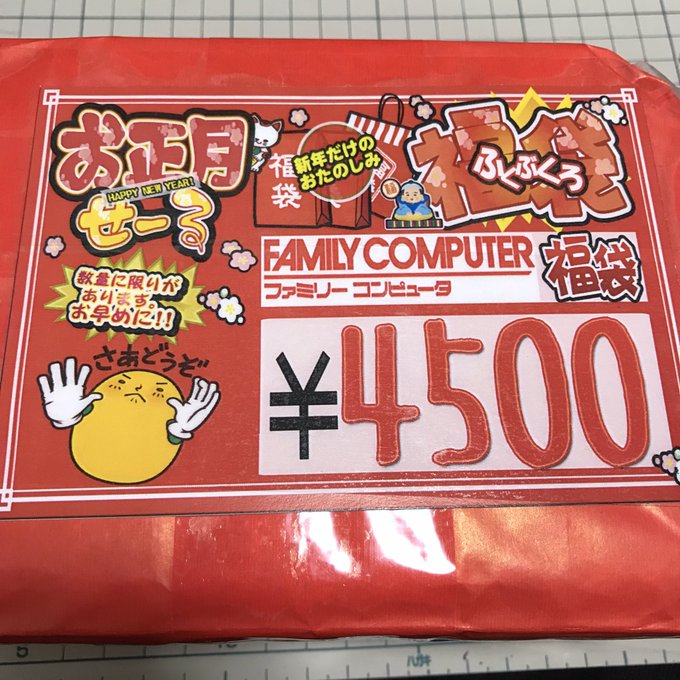 お正月
HAPPY NEW YEAR!
せーる
福袋
新年だけの
おたのしみ
福袋
ふくぶくろ
数量に限りが
あります。
お早めに!!
FAMILY COMPUTER
ファミリー コンピュータ
福袋
さあどうぞ
¥4500